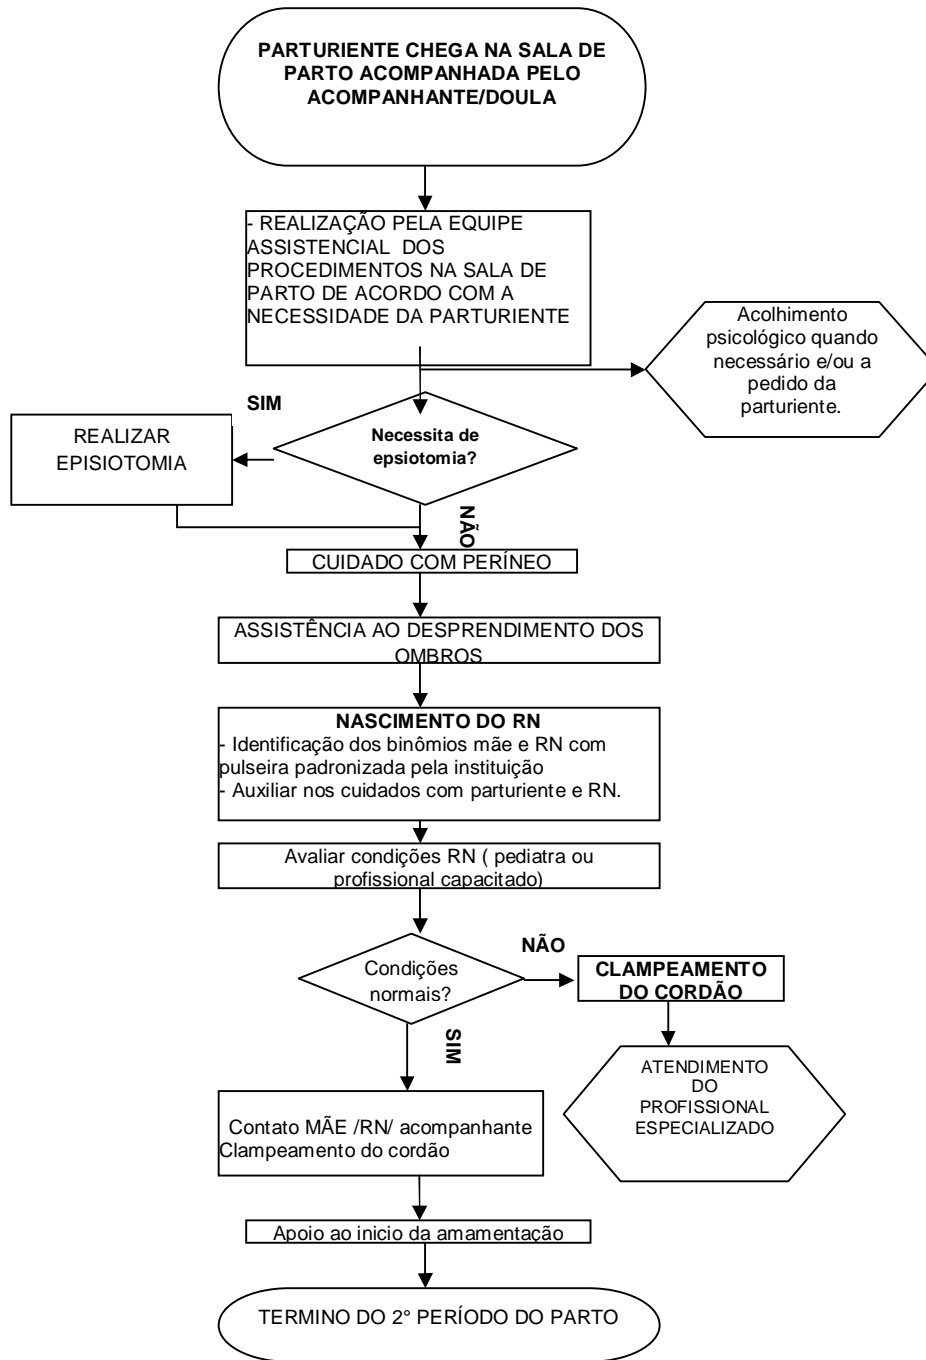 PARTURIENTE CHEGA NA SALA DE
PARTO ACOMPANHADA PELO
ACOMPANHANTE/DOULA
- REALIZAÇÃO PELA EQUIPE
ASSISTENCIAL DOS
PROCEDIMENTOS NA SALA DE
PARTO DE ACORDO COM A
NECESSIDADE DA PARTURIENTE
Acolhimento
psicológico quando
necessário e/ou a
pedido da
parturiente.
SIM
Necessita de
epsiotomia?
REALIZAR
EPISIOTOMIA
NÃO
CUIDADO COM PERÍNEO
ASSISTÊNCIA AO DESPRENDIMENTO DOS
OMBROS
NASCIMENTO DO RN
- Identificação dos binômios mãe e RN com
pulseira padronizada pela instituição
- Auxiliar nos cuidados com parturiente e RN.
Avaliar condições RN ( pediatra ou
profissional capacitado)
Condições
normais?
NÃO
CLAMPEAMENTO
DO CORDÃO
SIM
ATENDIMENTO
DO
PROFISSIONAL
ESPECIALIZADO
Contato MÃE /RN/ acompanhante
Clampeamento do cordão
Apoio ao inicio da amamentação
TERMINO DO 2° PERÍODO DO PARTO